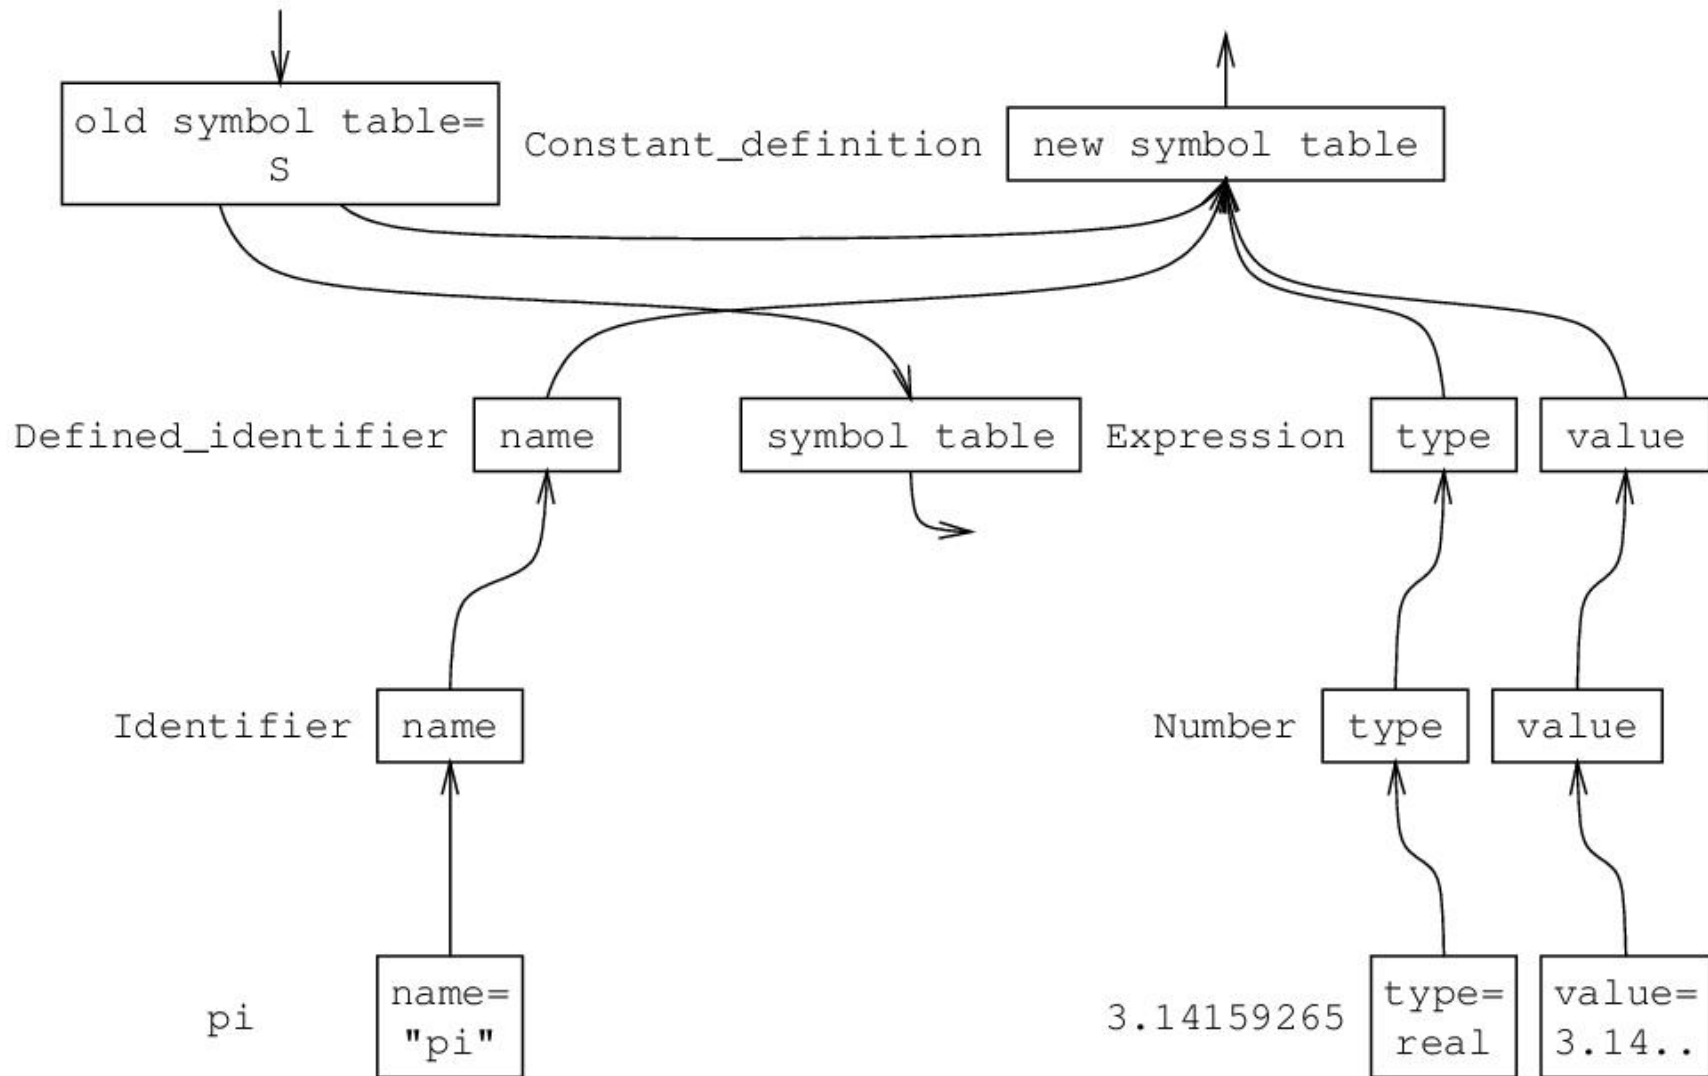 old symbol table=
S
Constant_definition
new symbol table
Defined_identifier
name
symbol table
Expression
type
value
Identifier
name
Number
type
value
pi
name=
"pi"
3.14159265
type=
real
value=
3.14..